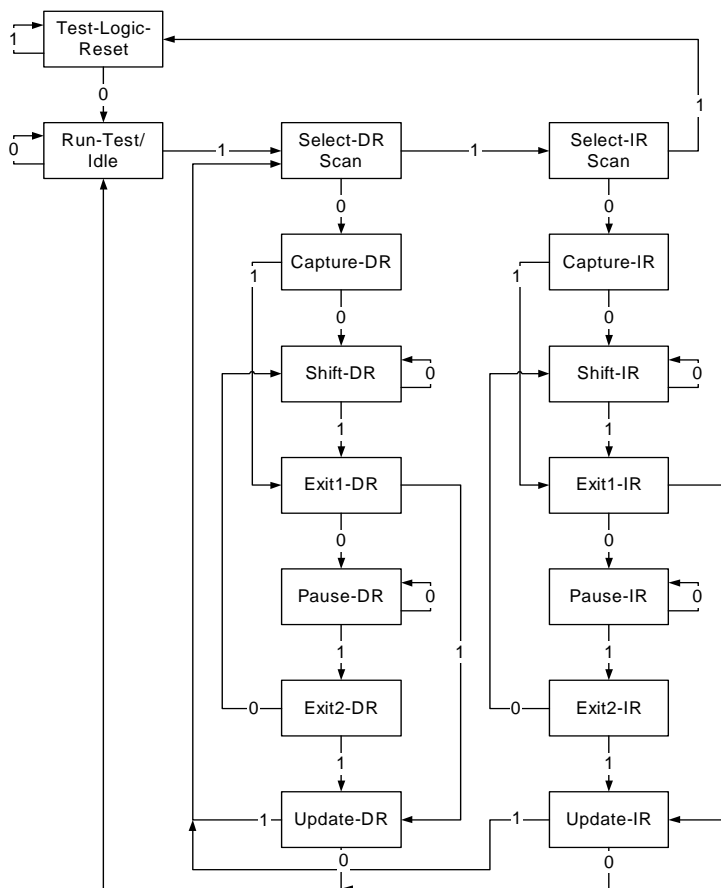 Test-Logic-
Reset
1
1
0
Run-Test/
Idle
0
1
Select-DR
Scan
1
Select-IR
Scan
0
0
Capture-DR
1
Capture-IR
1
0
0
Shift-DR
0
Shift-IR
0
1
1
Exit1-DR
Exit1-IR
0
0
Pause-DR
0
Pause-IR
0
1
1
1
Exit2-DR
0
Exit2-IR
0
1
1
1
Update-DR
1
Update-IR
0
0